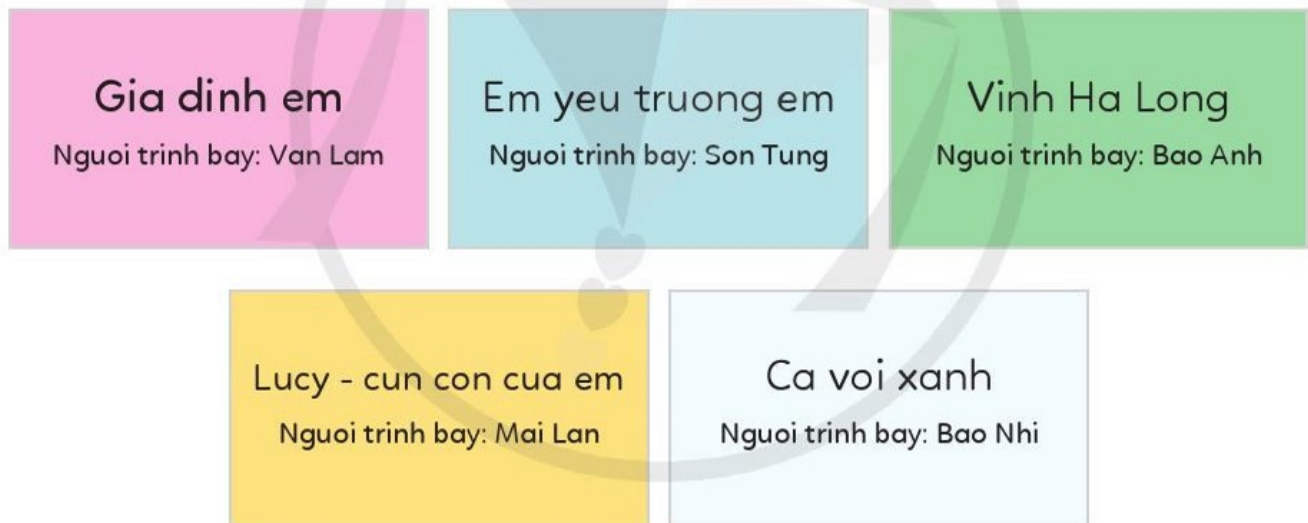 Gia dinh em
Nguoi trinh bay: Van Lam
Em yeu truong em
Nguoi trinh bay: Son Tung
Vinh Ha Long
Nguoi trinh bay: Bao Anh
Lucy - cun con cua em
Nguoi trinh bay: Mai Lan
Ca voi xanh
Nguoi trinh bay: Bao Nhi